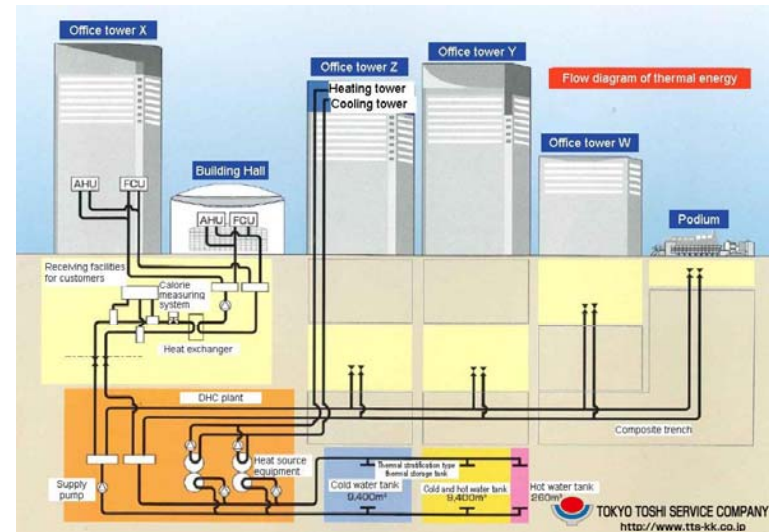 Office tower X
Office tower Z
Office tower Y
Flow diagram of thermal energy
Heating tower
Cooling tower
Office tower W
Building Hall
AHU
FCU
AHU
FCU
Podium
Receiving facilities
for customers
Calorie
measuring
system
Heat exchanger
DHC plant
Composite trench
Heat source
equipment
Thermal stratification type
thermal storage tank
Supply
pump
Cold water tank
9,400m³
Cold and hot water tank
9,400m³
Hot water tank
260m³
TOKYO TOSHI SERVICE COMPANY
http://www.tts-kk.co.jp